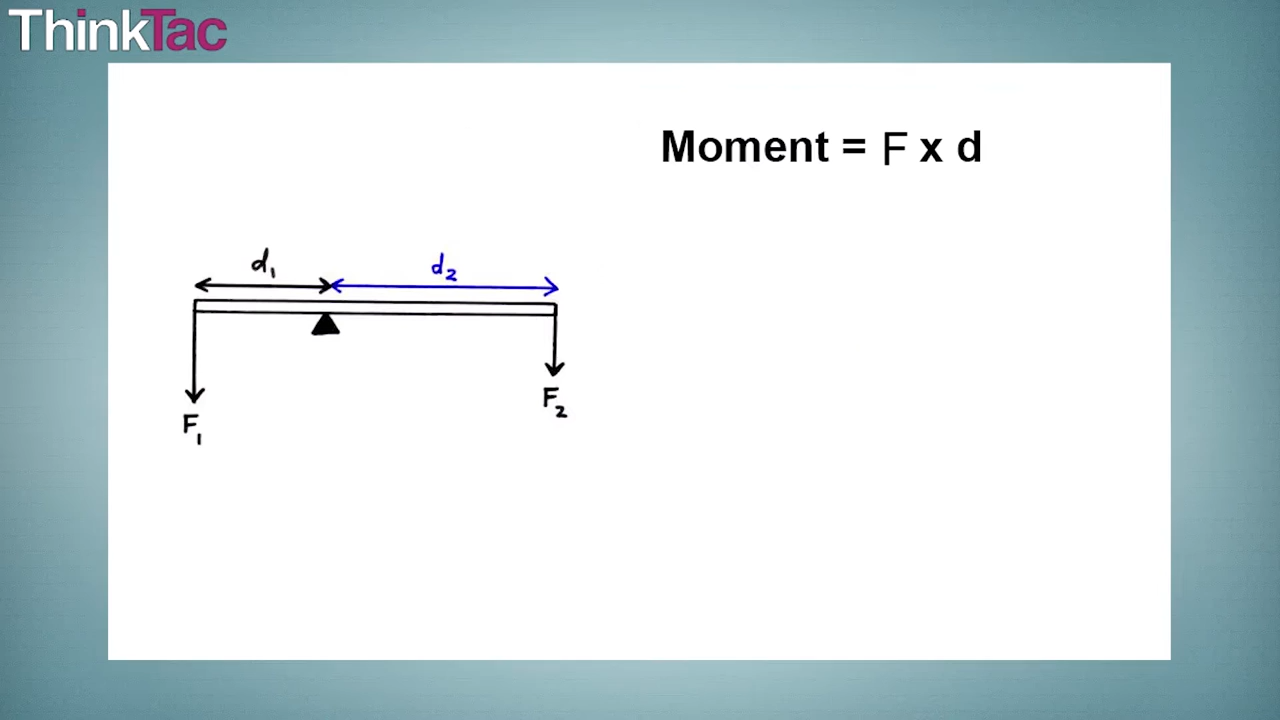 ThinkTac
Moment = F x d
d₁ d₂
F₁ F₂